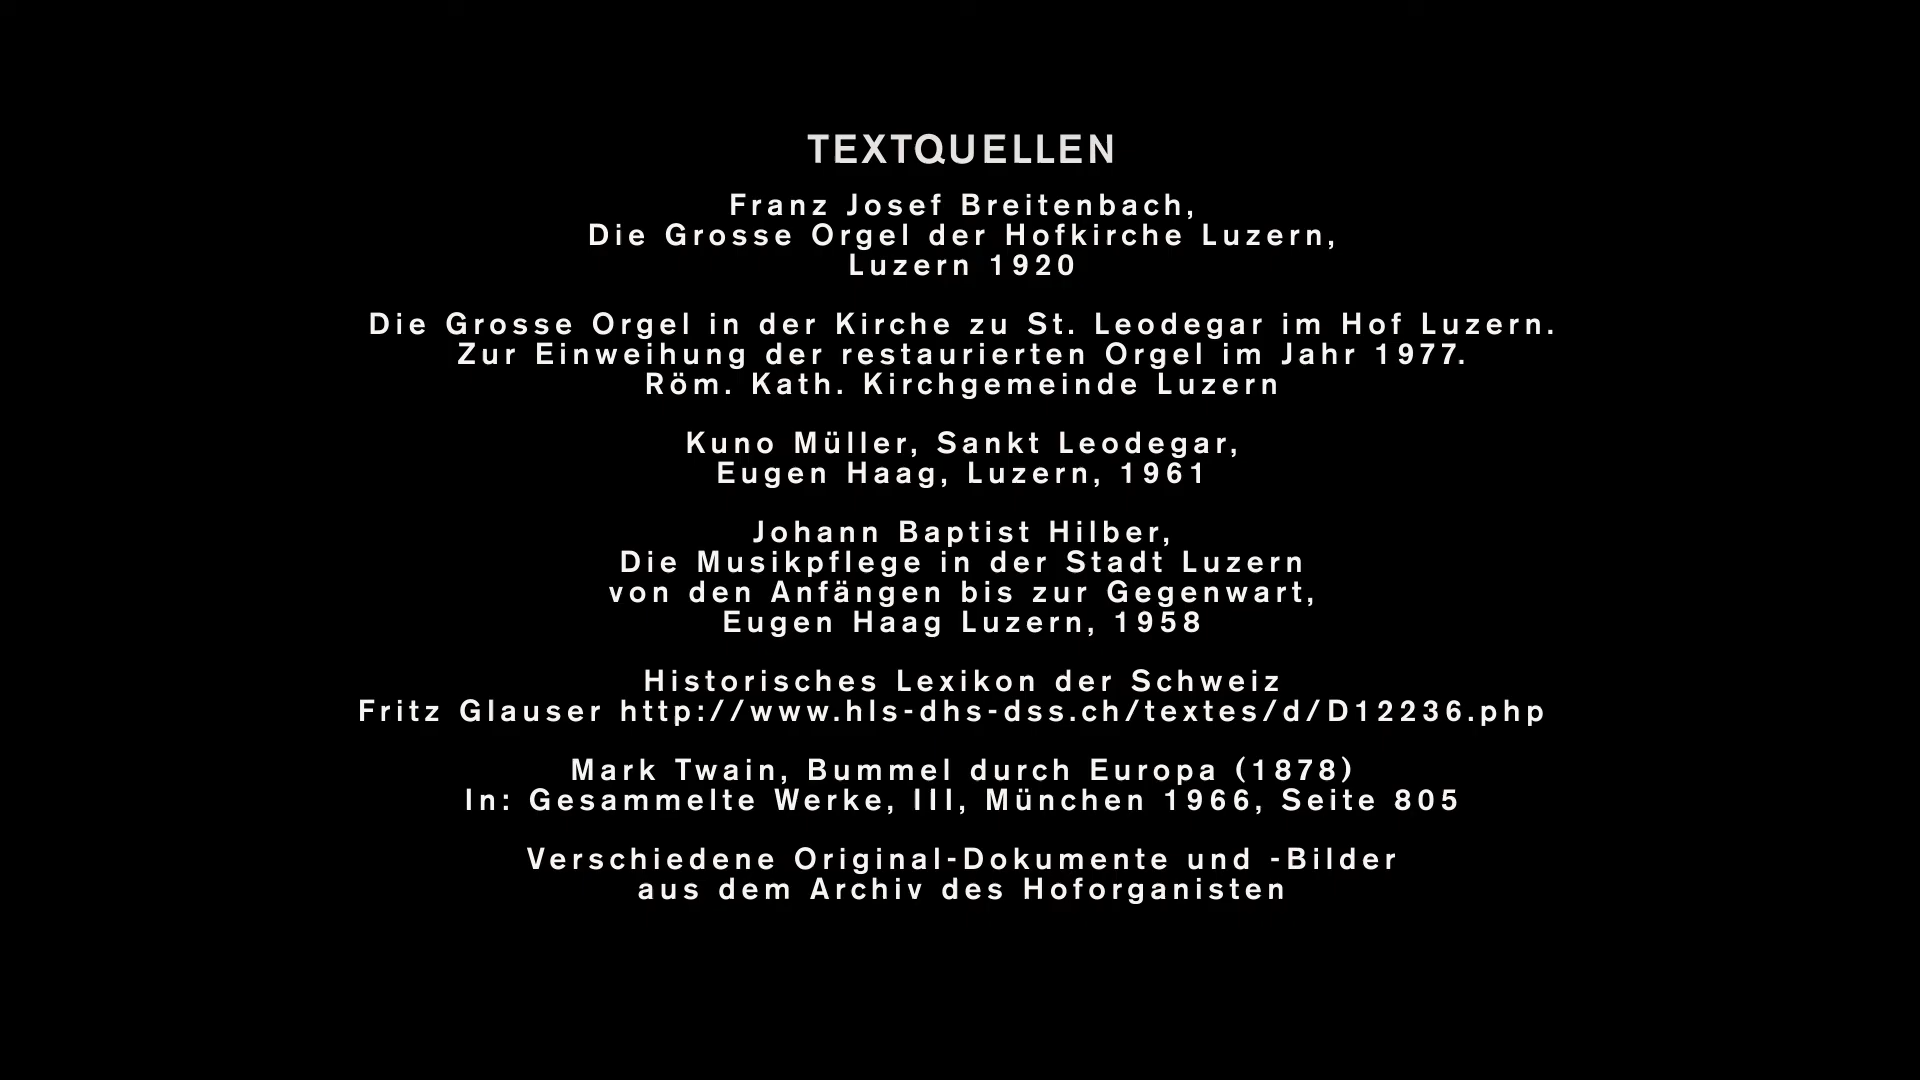 TEXTQUELLEN
Franz Josef Breitenbach,
Die Grosse Orgel der Hofkirche Luzern,
Luzern 1920
Die Grosse Orgel in der Kirche zu St. Leodegar im Hof Luzern.
Zur Einweihung der restaurierten Orgel im Jahr 1977.
Röm. Kath. Kirchgemeinde Luzern
Kuno Müller, Sankt Leodegar,
Eugen Haag, Luzern, 1961
Johann Baptist Hilber,
Die Musikpflege in der Stadt Luzern
von den Anfängen bis zur Gegenwart,
Eugen Haag Luzern, 1958
Historisches Lexikon der Schweiz
Fritz Glauser http://www.hls-dhs-dss.ch/textes/d/D12236.php
Mark Twain, Bummel durch Europa (1878)
In: Gesammelte Werke, III, München 1966, Seite 805
Verschiedene Original-Dokumente und -Bilder
aus dem Archiv des Hoforganisten